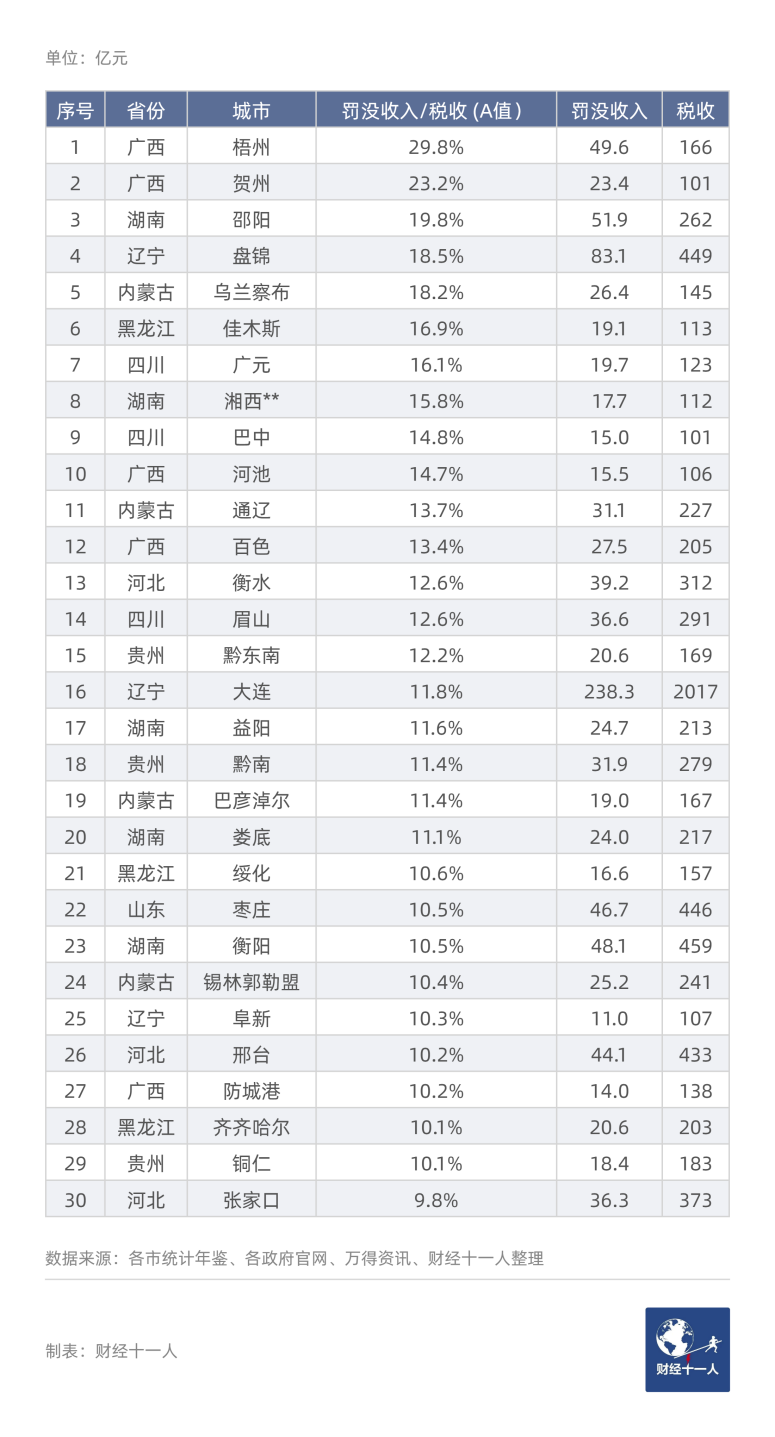 单位：亿元
序号 省份 城市 罚没收入/税收 (A值) 罚没收入 税收
1 广西 梧州 29.8% 49.6 166
2 广西 贺州 23.2% 23.4 101
3 湖南 邵阳 19.8% 51.9 262
4 辽宁 盘锦 18.5% 83.1 449
5 内蒙古 乌兰察布 18.2% 26.4 145
6 黑龙江 佳木斯 16.9% 19.1 113
7 四川 广元 16.1% 19.7 123
8 湖南 湘西** 15.8% 17.7 112
9 四川 巴中 14.8% 15.0 101
10 广西 河池 14.7% 15.5 106
11 内蒙古 通辽 13.7% 31.1 227
12 广西 百色 13.4% 27.5 205
13 河北 衡水 12.6% 39.2 312
14 四川 眉山 12.6% 36.6 291
15 贵州 黔东南 12.2% 20.6 169
16 辽宁 大连 11.8% 238.3 2017
17 湖南 益阳 11.6% 24.7 213
18 贵州 黔南 11.4% 31.9 279
19 内蒙古 巴彦淖尔 11.4% 19.0 167
20 湖南 娄底 11.1% 24.0 217
21 黑龙江 绥化 10.6% 16.6 157
22 山东 枣庄 10.5% 46.7 446
23 湖南 衡阳 10.5% 48.1 459
24 内蒙古 锡林郭勒盟 10.4% 25.2 241
25 辽宁 阜新 10.3% 11.0 107
26 河北 邢台 10.2% 44.1 433
27 广西 防城港 10.2% 14.0 138
28 黑龙江 齐齐哈尔 10.1% 20.6 203
29 贵州 铜仁 10.1% 18.4 183
30 河北 张家口 9.8% 36.3 373
数据来源：各市统计年鉴、各政府官网、万得资讯、财经十一人整理
制表：财经十一人
财经十一人